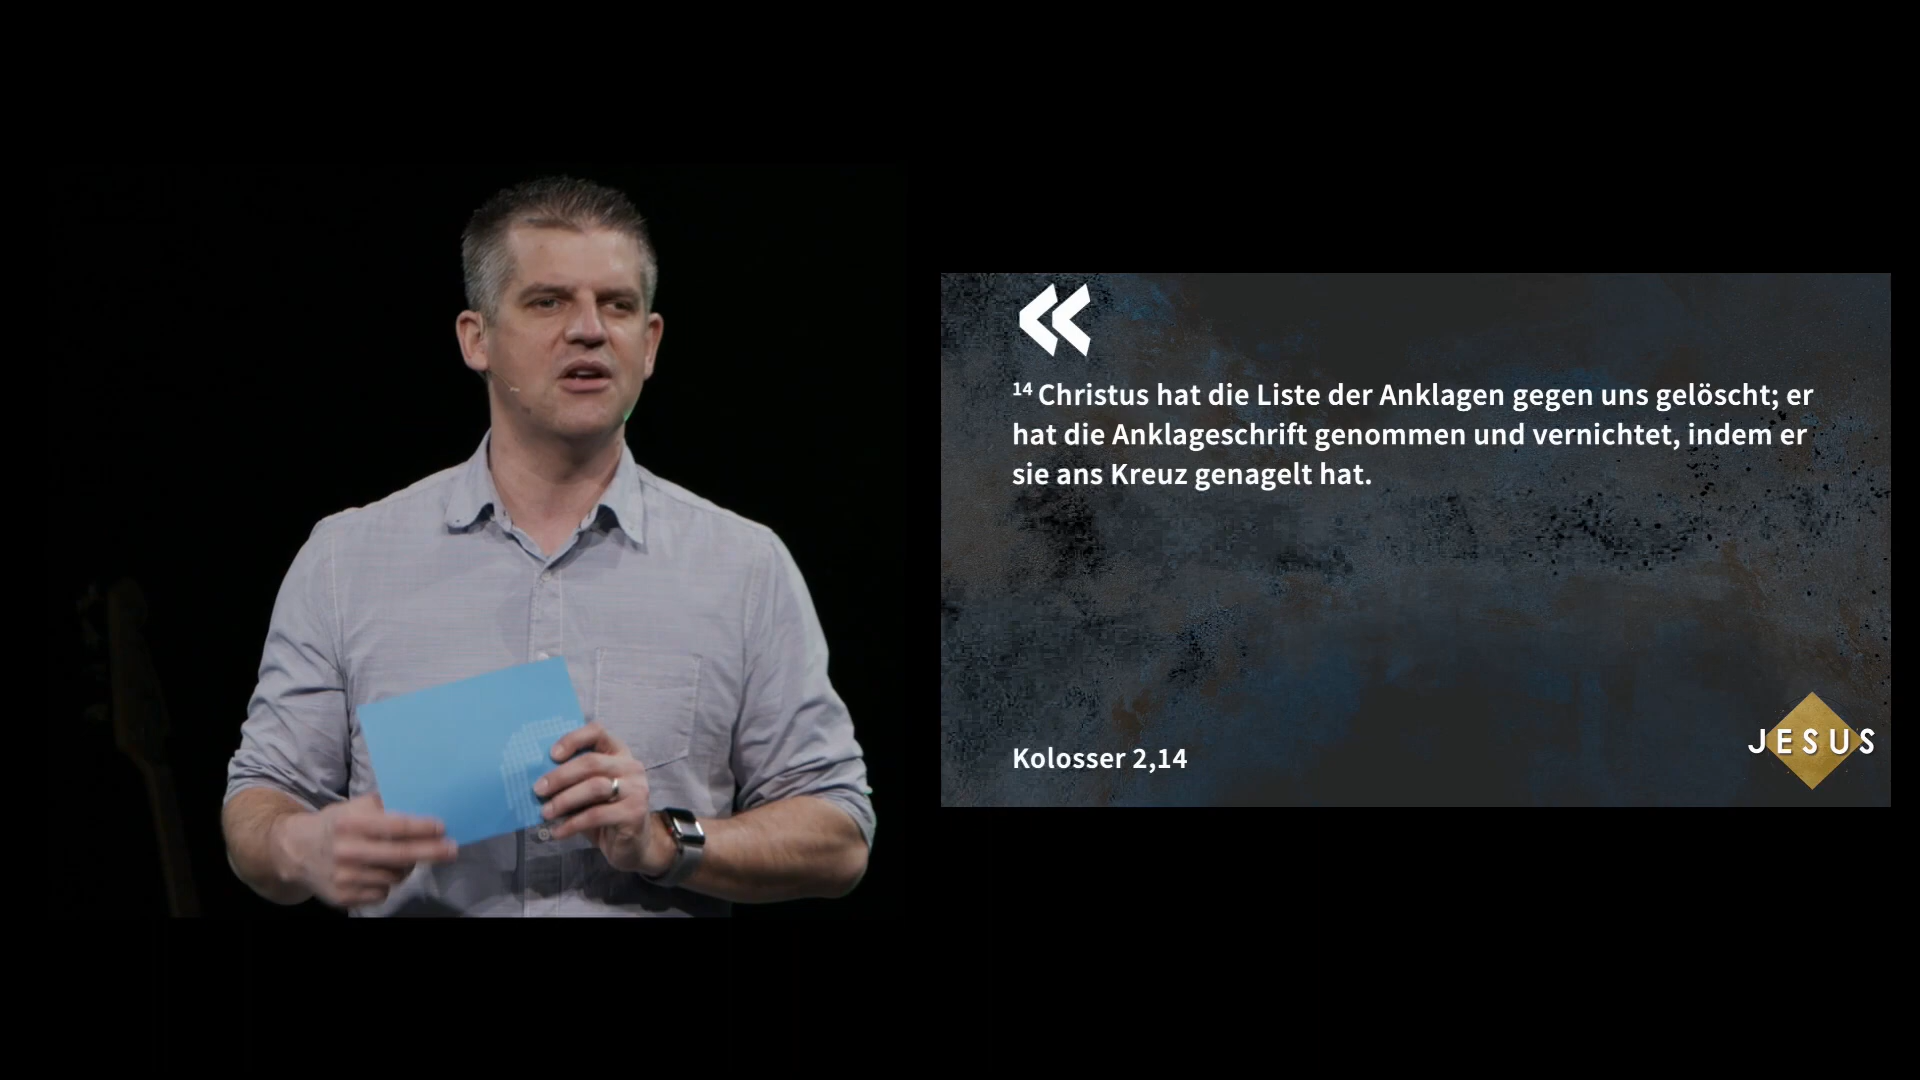 ¹⁴ Christus hat die Liste der Anklagen gegen uns gelöscht; er
hat die Anklageschrift genommen und vernichtet, indem er
sie ans Kreuz genagelt hat.
Kolosser 2,14
JESUS